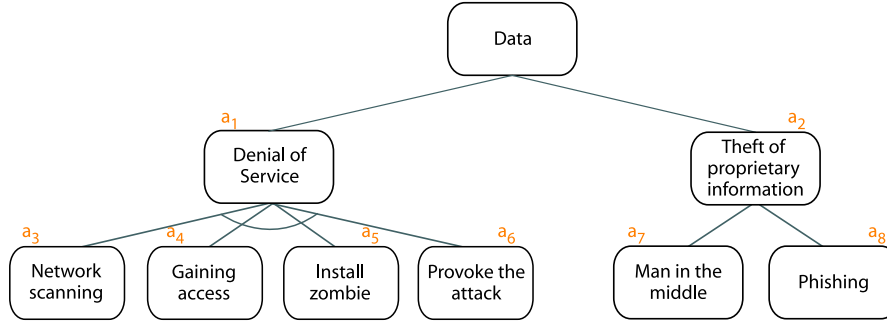 Data
a1
Denial of
Service
a2
Theft of
proprietary
information
a3
Network
scanning
a4
Gaining
access
a5
Install
zombie
a6
Provoke the
attack
a7
Man in the
middle
a8
Phishing